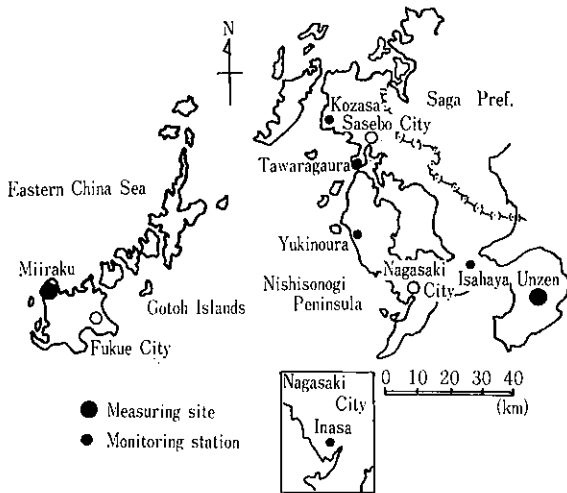 N
Kozasa
Saga Pref.
Sasebo City
Tawaragaura
Eastern China Sea
Yukinoura
Miiraku
Nagasaki
City
Isahaya
Unzen
Nishisonogi
Peninsula
Gotoh Islands
Fukue City
0 10 20 30 40
(km)
Nagasaki
City
Inasa
Measuring site
Monitoring station